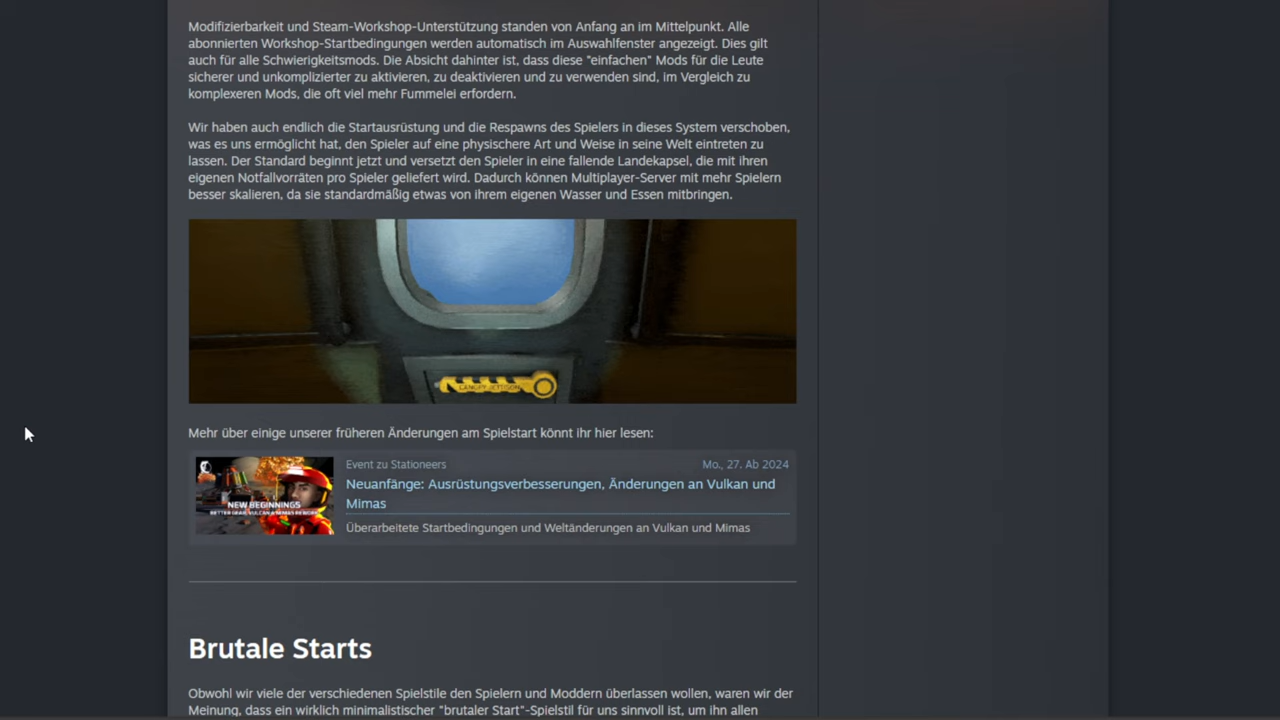 Modifizierbarkeit und Steam-Workshop-Unterstützung standen von Anfang an im Mittelpunkt. Alle
abonnierten Workshop-Startbedingungen werden automatisch im Auswahlfenster angezeigt. Dies gilt
auch für alle Schwierigkeitsmods. Die Absicht dahinter ist, dass diese "einfachen" Mods für die Leute
sicherer und unkomplizierter zu aktivieren, zu deaktivieren und zu verwenden sind, im Vergleich zu
komplexeren Mods, die oft viel mehr Fummelei erfordern.
Wir haben auch endlich die Startausrüstung und die Respawns des Spielers in dieses System verschoben,
was es uns ermöglicht hat, den Spieler auf eine physischere Art und Weise in seine Welt eintreten zu
lassen. Der Standard beginnt jetzt und versetzt den Spieler in eine fallende Landekapsel, die mit ihren
eigenen Notfallvorräten pro Spieler geliefert wird. Dadurch können Multiplayer-Server mit mehr Spielern
besser skalieren, da sie standardmäßig etwas von ihrem eigenen Wasser und Essen mitbringen.
CANOPY JETTISON
Mehr über einige unserer früheren Änderungen am Spielstart könnt ihr hier lesen:
Event zu Stationeers
Mo., 27. Ab 2024
Neuanfänge: Ausrüstungsverbesserungen, Änderungen an Vulkan und
Mimas
NEW BEGINNINGS
BETTER GEAR, VULCAN & MIMAS REWORK
Überarbeitete Startbedingungen und Weltänderungen an Vulkan und Mimas
Brutale Starts
Obwohl wir viele der verschiedenen Spielstile den Spielern und Moddern überlassen wollen, waren wir der
Meinung, dass ein wirklich minimalistischer "brutaler Start"-Spielstil für uns sinnvoll ist, um ihn allen